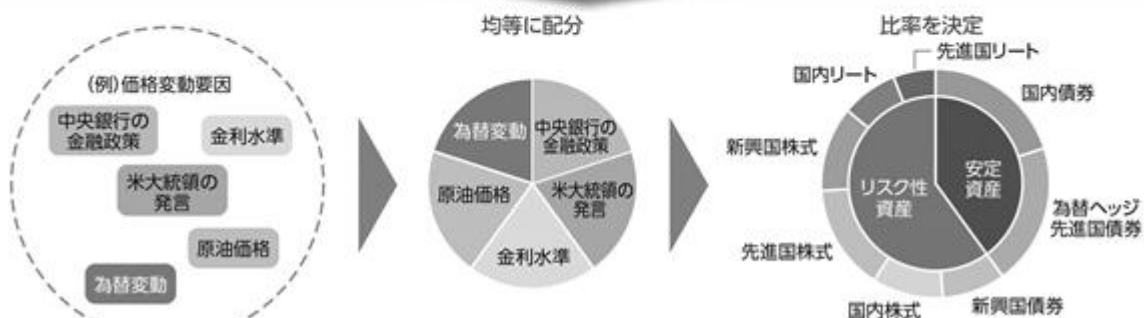 (例)価格変動要因
中央銀行の
金融政策
金利水準
米大統領の
発言
原油価格
為替変動
均等に配分
為替変動
中央銀行の
金融政策
原油価格
米大統領の
発言
金利水準
比率を決定
先進国リート
国内リート
国内債券
新興国株式
リスク性
資産
安定
資産
為替ヘッジ
先進国債券
先進国株式
国内株式
新興国債券